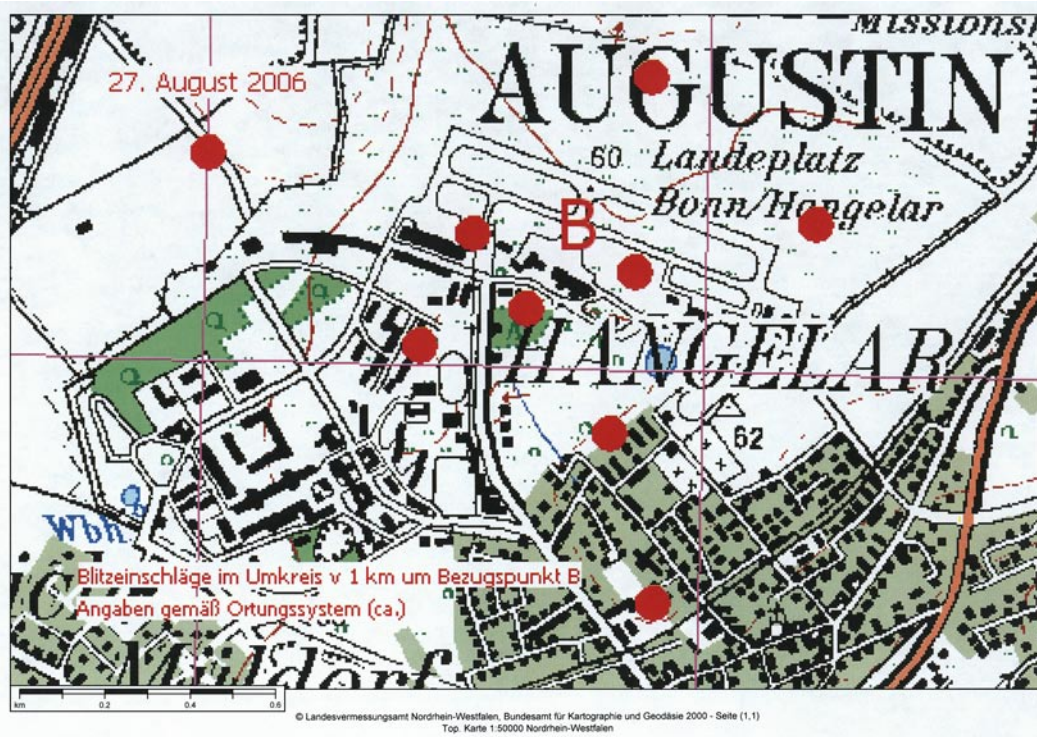 Missions
27. August 2006
AUGUSTIN
60 Landeplatz
Bonn/Hangelar
B
HANGELAR
62
Wbh
Blitzeinschläge im Umkreis v 1 km um Bezugspunkt B
Angaben gemäß Ortungssystem (ca.)
Müldorf
km 0.2 0.4 0.6
© Landesvermessungsamt Nordrhein-Westfalen, Bundesamt für Kartographie und Geodäsie 2000 - Seite (1,1)
Top. Karte 1:50000 Nordrhein-Westfalen